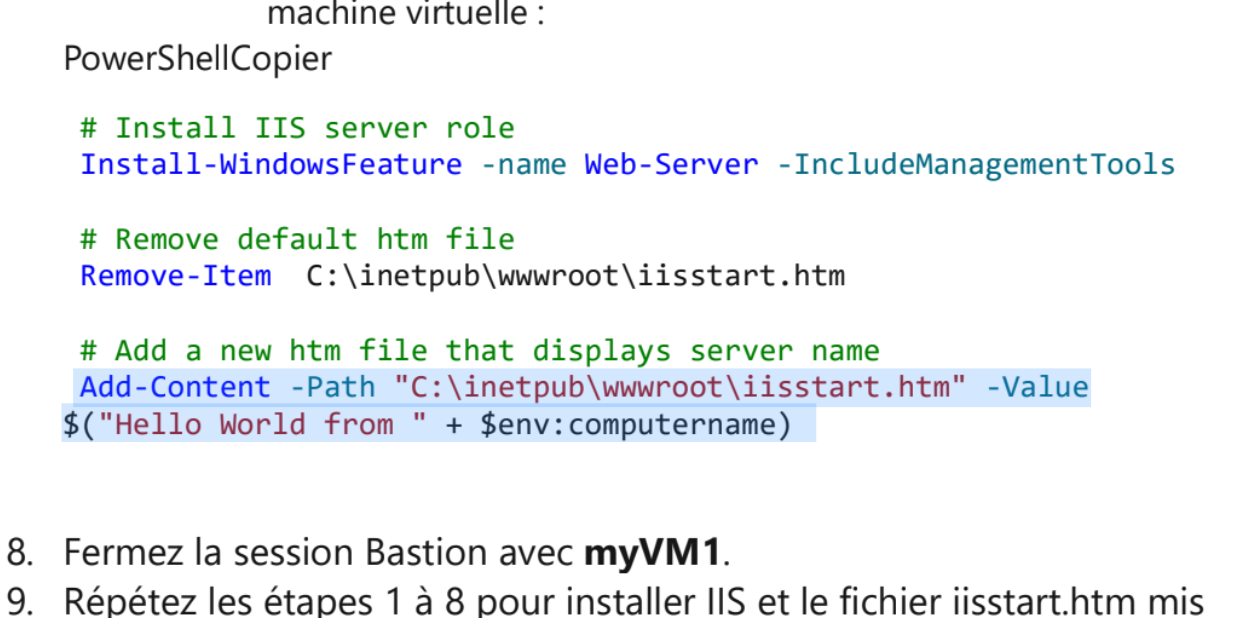 machine virtuelle :
PowerShellCopier
# Install IIS server role
Install-WindowsFeature -name Web-Server -IncludeManagementTools
# Remove default htm file
Remove-Item  C:\inetpub\wwwroot\iisstart.htm
# Add a new htm file that displays server name
Add-Content -Path "C:\inetpub\wwwroot\iisstart.htm" -Value
$("Hello World from " + $env:computername)
8. Fermez la session Bastion avec myVM1.
9. Répétez les étapes 1 à 8 pour installer IIS et le fichier iisstart.htm mis